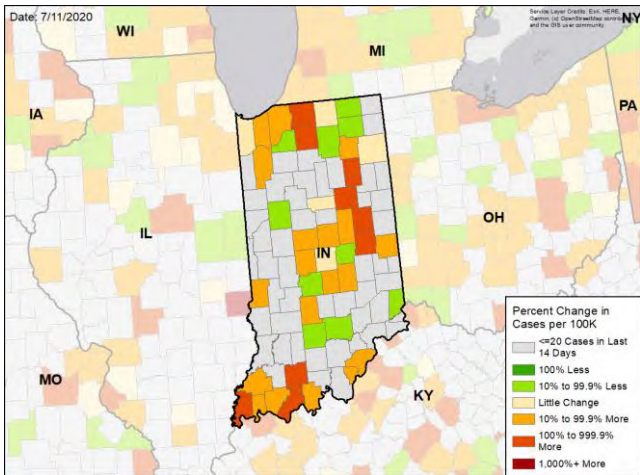 Date: 7/11/2020
Service Layer Credits: Esri, HERE,
Garmin, (c) OpenStreetMap
and the GIS user community
NY
WI
MI
IA
PA
IL
IN
OH
MO
KY
Percent Change in
Cases per 100K
<=20 Cases in Last
14 Days
100% Less
10% to 99.9% Less
Little Change
10% to 99.9% More
100% to 999.9%
More
1,000%+ More